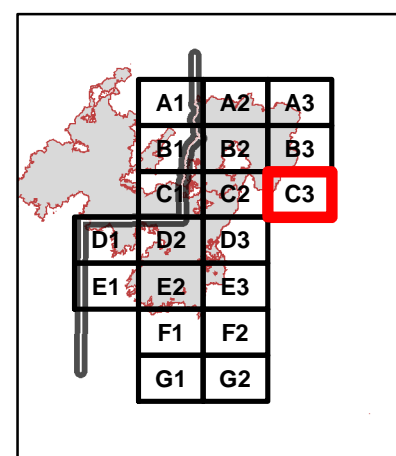 A1 A2 A3
B1 B2 B3
C1 C2 C3
D1 D2 D3
E1 E2 E3
F1 F2
G1 G2